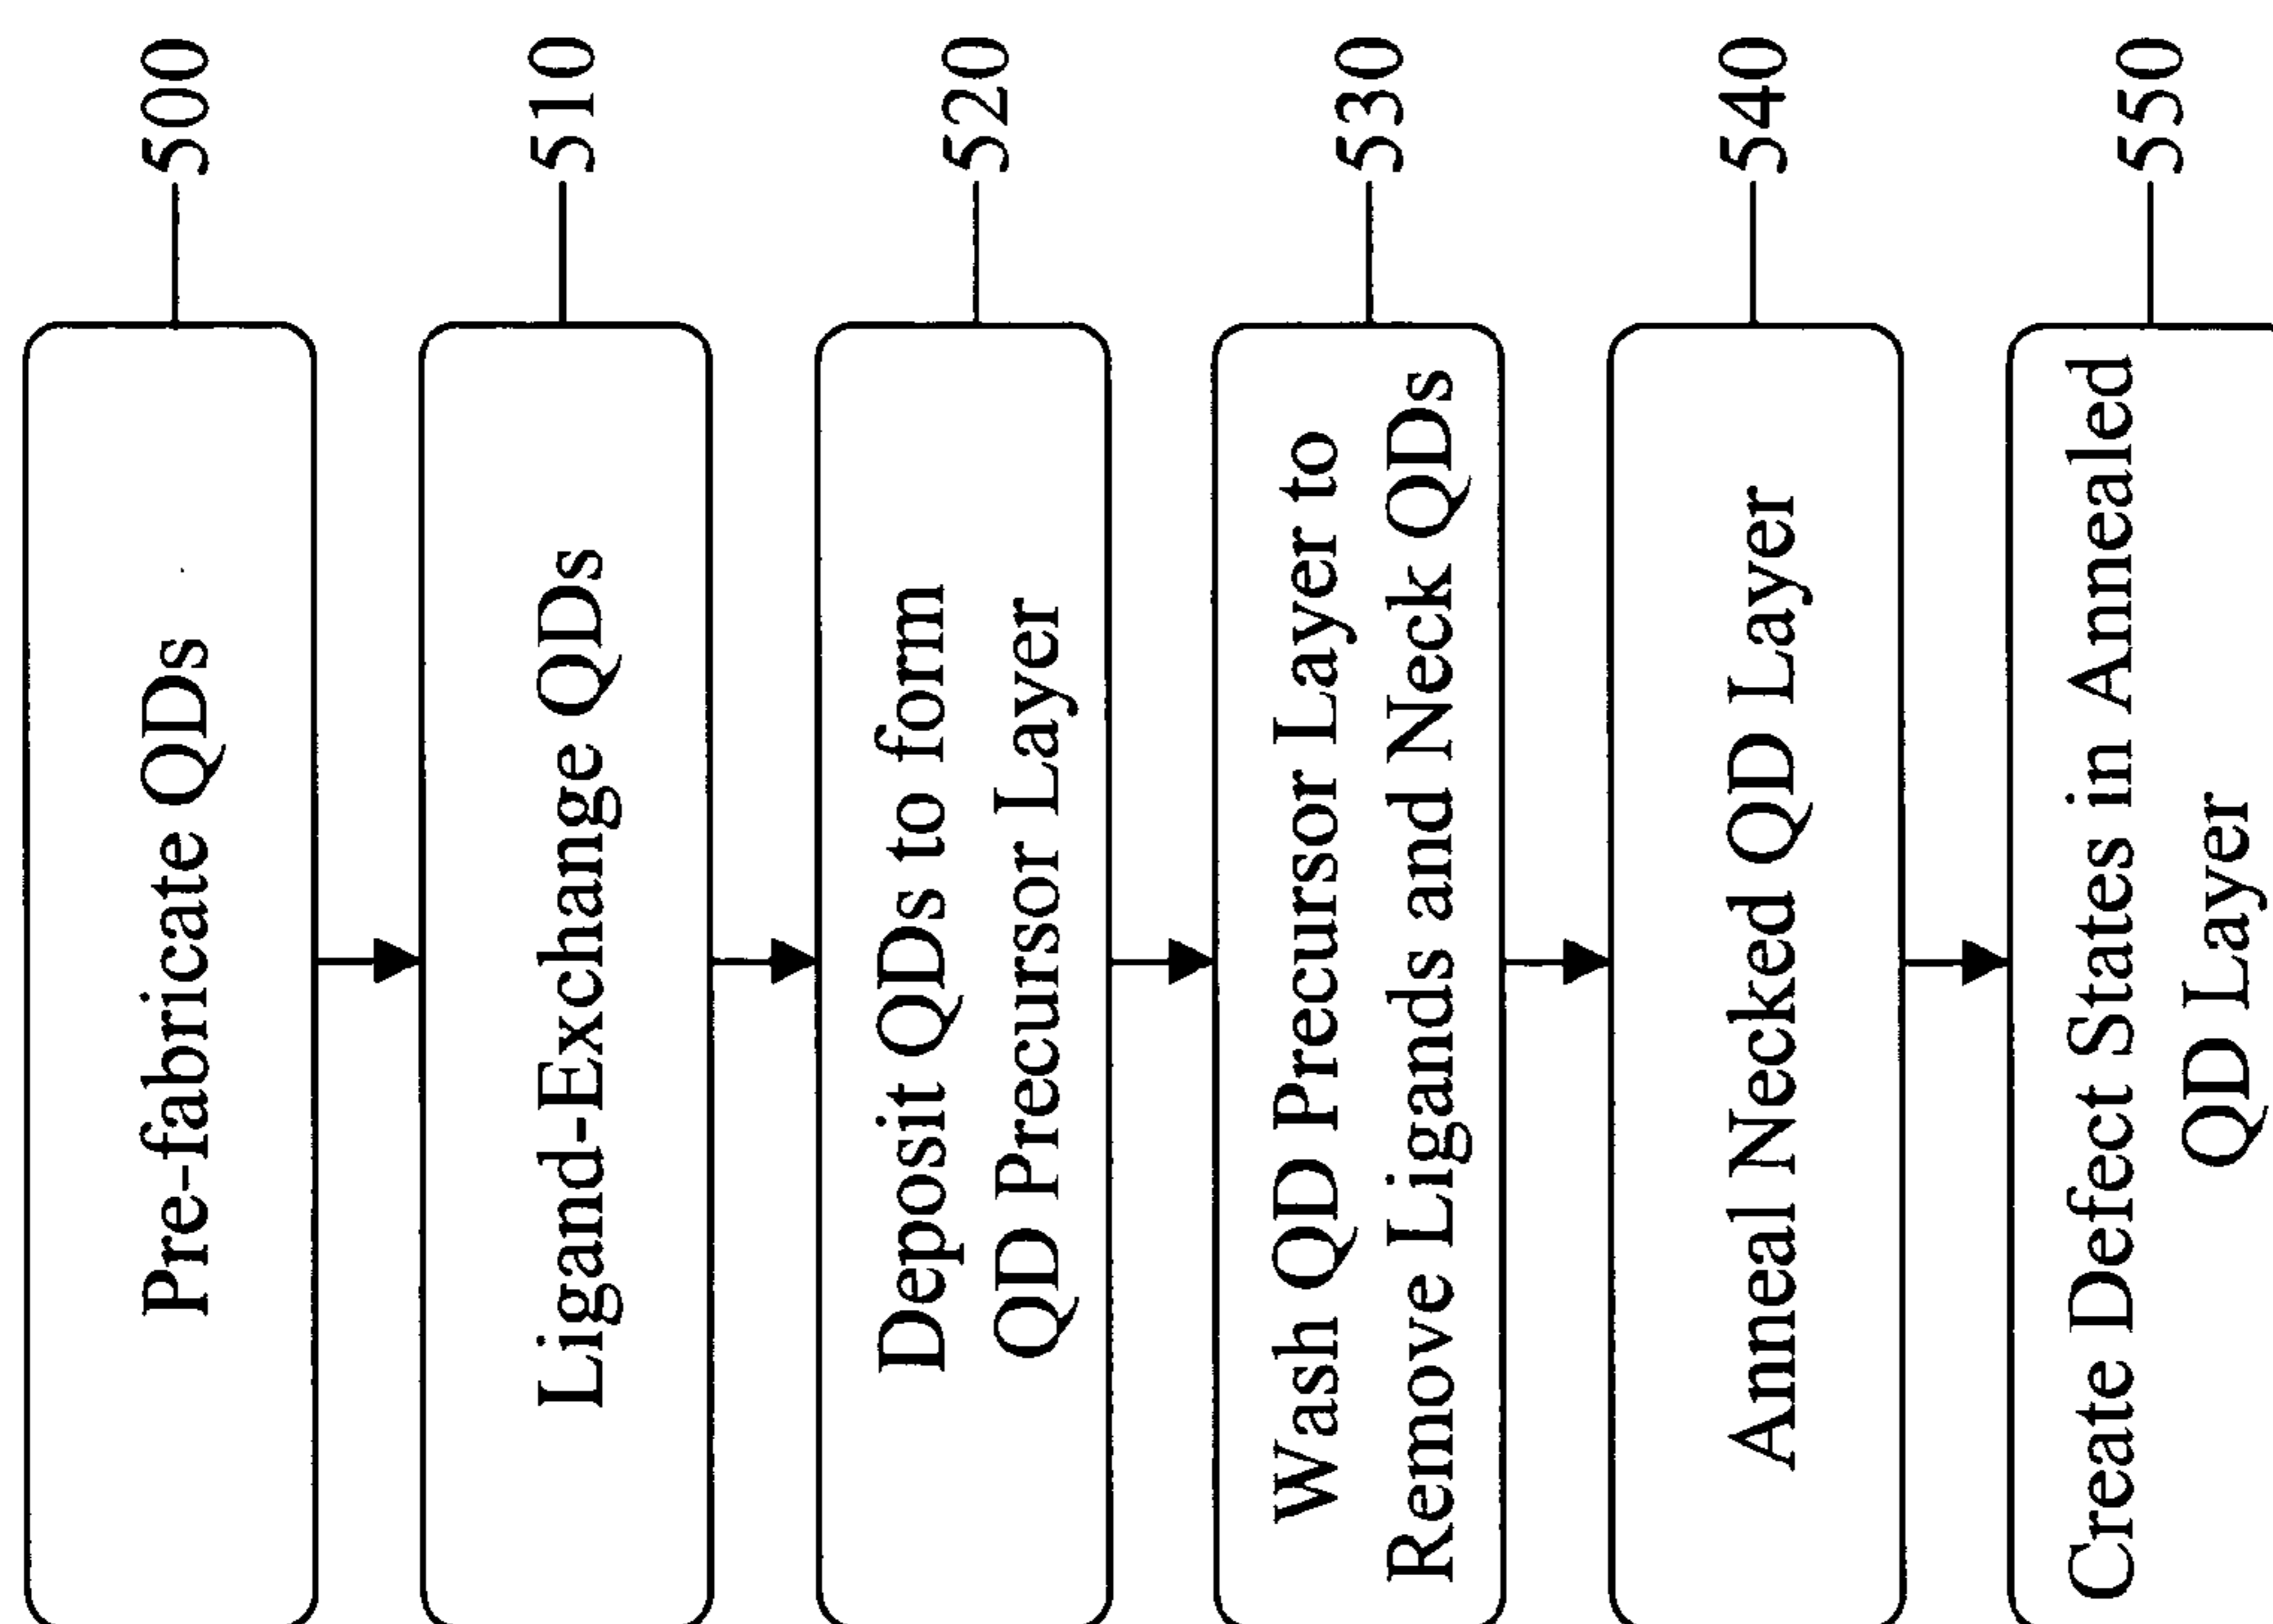 Pre-fabricate QDs
500
Ligand-Exchange QDs
510
Deposit QDs to form
QD Precursor Layer
520
Wash QD Precursor Layer to
Remove Ligands and Neck QDs
530
Anneal Necked QD Layer
540
Create Defect States in Annealed
QD Layer
550